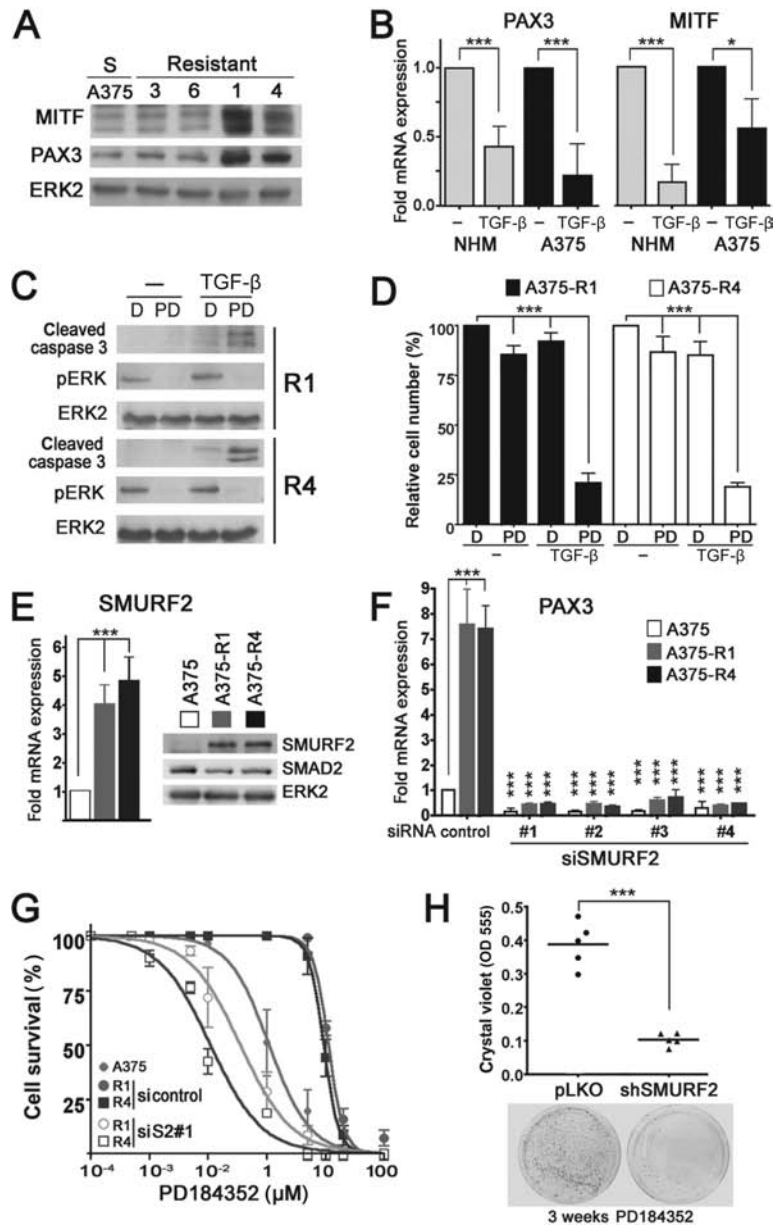 A
S
Resistant
A375 3 6 1 4
MITF
PAX3
ERK2
B
PAX3
MITF
*** *** *** *
Fold mRNA expression
1.0
0.5
0.0
– TGF-β – TGF-β – TGF-β – TGF-β
NHM A375 NHM A375
C
– TGF-β
D PD D PD
Cleaved
caspase 3
pERK
ERK2
R1
Cleaved
caspase 3
pERK
ERK2
R4
D
A375-R1 A375-R4
*** ***
Relative cell number (%)
100
75
50
25
0
D PD D PD D PD D PD
– TGF-β – TGF-β
E
SMURF2
***
Fold mRNA expression
6
5
4
3
2
1
0
A375
A375-R1
A375-R4
SMURF2
SMAD2
ERK2
F
PAX3
***
A375
A375-R1
A375-R4
Fold mRNA expression
9
8
7
6
5
4
3
2
1
0
*** *** *** *** *** *** *** *** *** *** *** ***
siRNA control #1 #2 #3 #4
siSMURF2
G
Cell survival (%)
100
75
50
25
A375
R1
R4
sicontrol
R1
R4
siS2#1
10⁻⁴ 10⁻³ 10⁻² 1 10 100
PD184352 (µM)
H
***
Crystal violet (OD 555)
0.5
0.4
0.3
0.2
0.1
0.0
pLKO shSMURF2
3 weeks PD184352